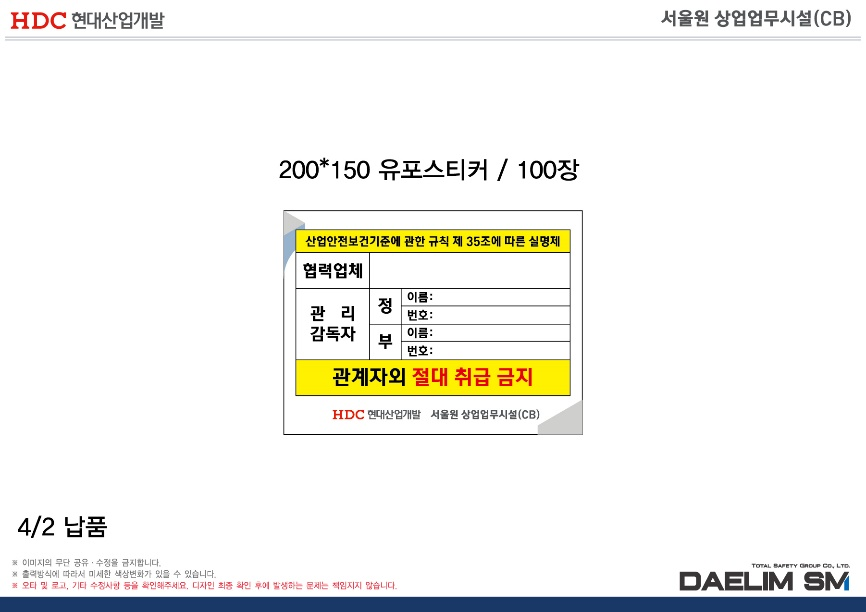 HDC 현대산업개발
서울원 상업업무시설(CB)
200*150 유포스티커 / 100장
산업안전보건기준에 관한 규칙 제 35조에 따른 실명제
협력업체
관 리
감독자
정
이름:
번호:
부
이름:
번호:
관계자외 절대 취급 금지
HDC 현대산업개발 서울원 상업업무시설(CB)
4/2 납품
※ 이미지의 무단 공유 · 수정을 금지합니다.
※ 출력방식에 따라서 미세한 색상변화가 있을 수 있습니다.
※ 오타 및 로고, 기타 수정사항 등을 확인해주세요. 디자인 최종 확인 후에 발생하는 문제는 책임지지 않습니다.
TOTAL SAFETY GROUP CO., LTD.
DAELIM SM